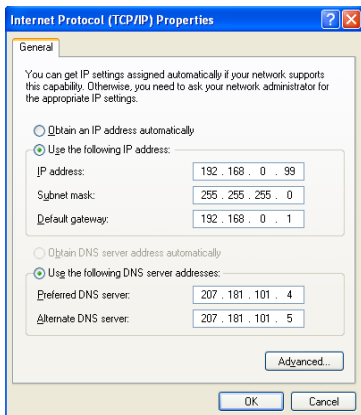 Internet Protocol (TCP/IP) Properties
General
You can get IP settings assigned automatically if your network supports
this capability. Otherwise, you need to ask your network administrator for
the appropriate IP settings.
Obtain an IP address automatically
Use the following IP address:
IP address: 192 . 168 . 0 . 99
Subnet mask: 255 . 255 . 255 . 0
Default gateway: 192 . 168 . 0 . 1
Obtain DNS server address automatically
Use the following DNS server addresses:
Preferred DNS server: 207 . 181 . 101 . 4
Alternate DNS server: 207 . 181 . 101 . 5
Advanced...
OK Cancel